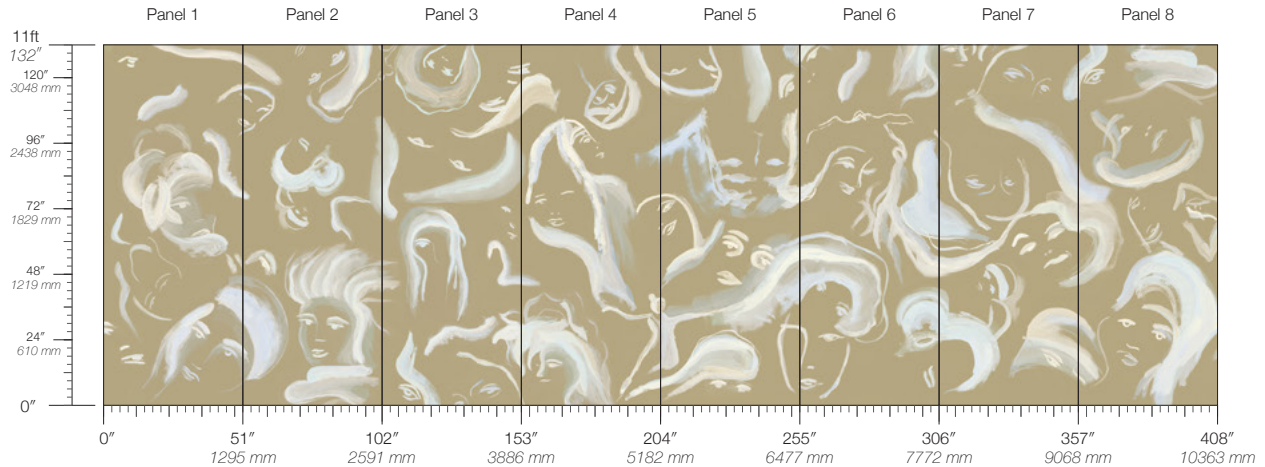 Panel 1 Panel 2 Panel 3 Panel 4 Panel 5 Panel 6 Panel 7 Panel 8
11ft
132″
120″
3048 mm
96″
2438 mm
72″
1829 mm
48″
1219 mm
24″
610 mm
0″
0″ 51″ 102″ 153″ 204″ 255″ 306″ 357″ 408″
1295 mm 2591 mm 3886 mm 5182 mm 6477 mm 7772 mm 9068 mm 10363 mm